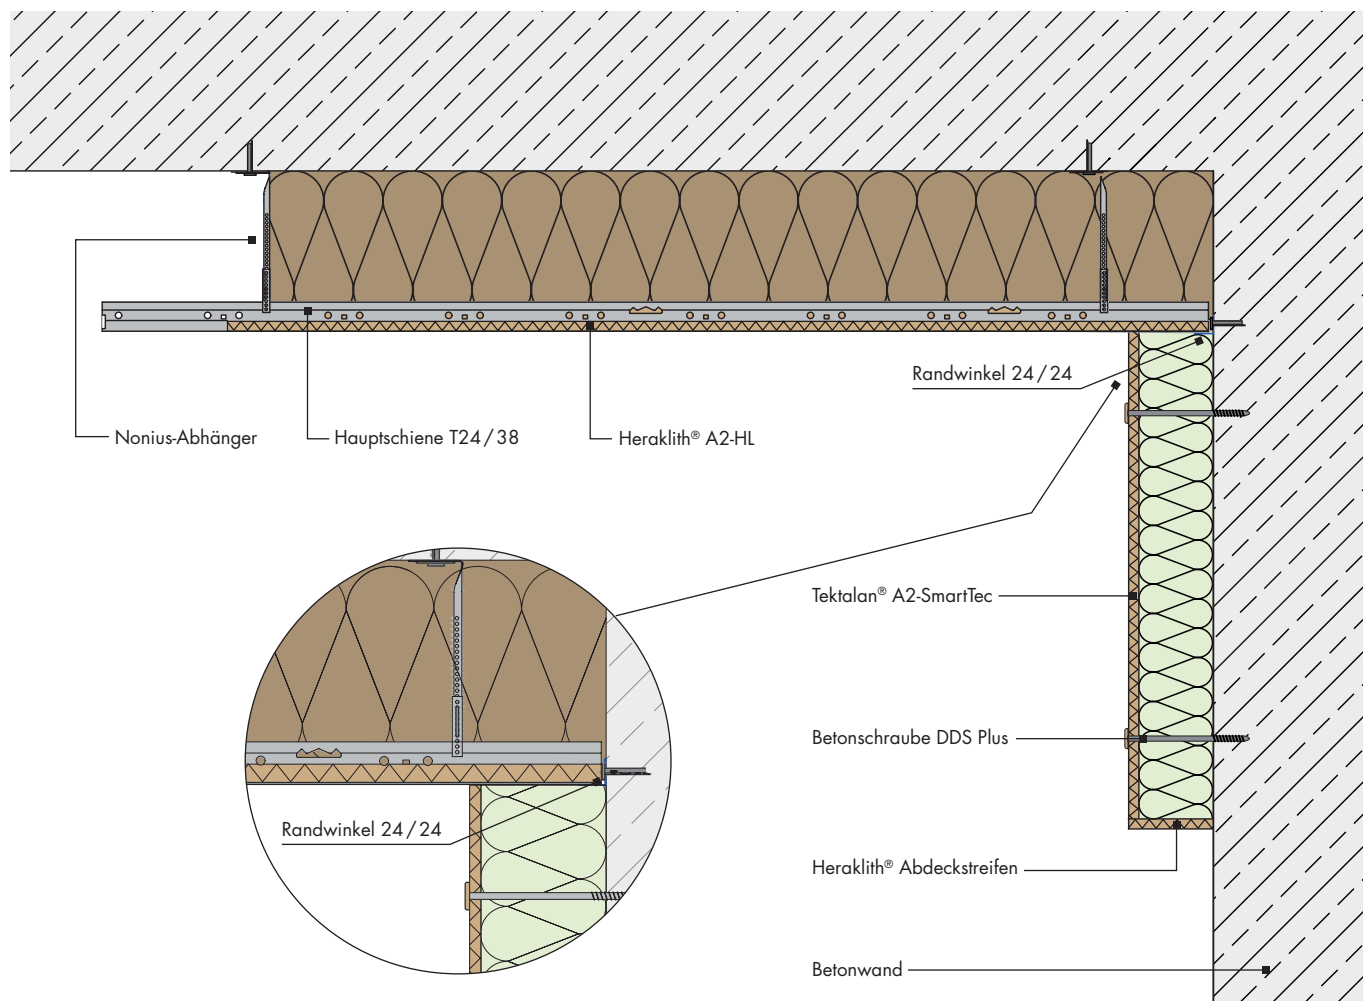 Randwinkel 24/24
Nonius-Abhänger
Hauptschiene T24/38
Heraklith® A2-HL
Tektalan® A2-SmartTec
Betonschraube DDS Plus
Randwinkel 24/24
Heraklith® Abdeckstreifen
Betonwand